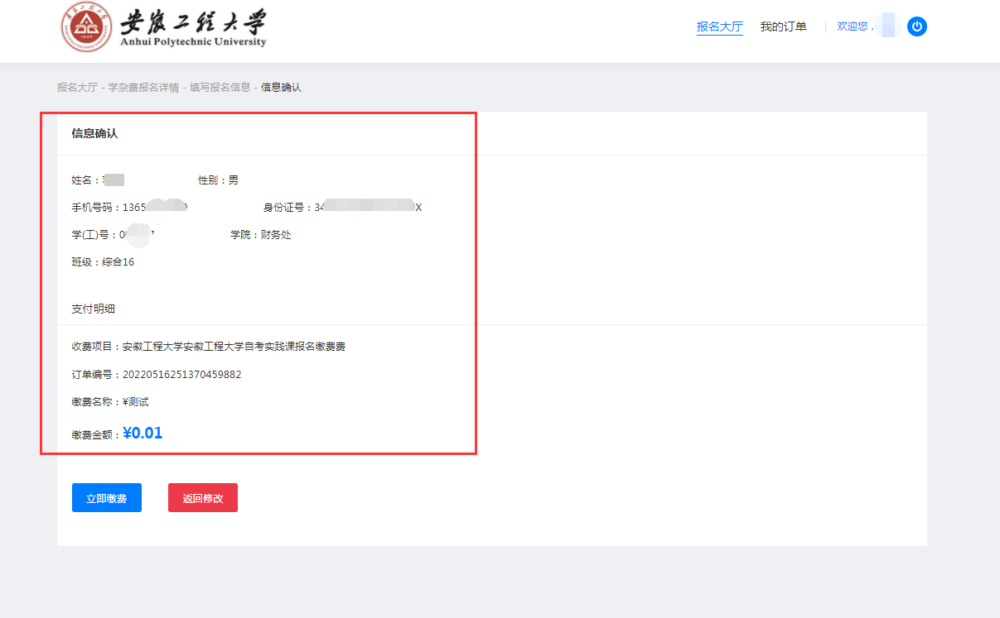 安徽工程大学
Anhui Polytechnic University
报名大厅 我的订单 欢迎您，
报名大厅 - 学杂费报名详情 - 填写报名信息 - 信息确认
信息确认
姓名： 性别：男
手机号码：1365 身份证号：34 X
学(工)号：0 7 学院：财务处
班级：综合16
支付明细
收费项目：安徽工程大学安徽工程大学自考实践课报名缴费费
订单编号：20220516251370459882
缴费名称：¥测试
缴费金额：¥0.01
立即缴费 返回修改